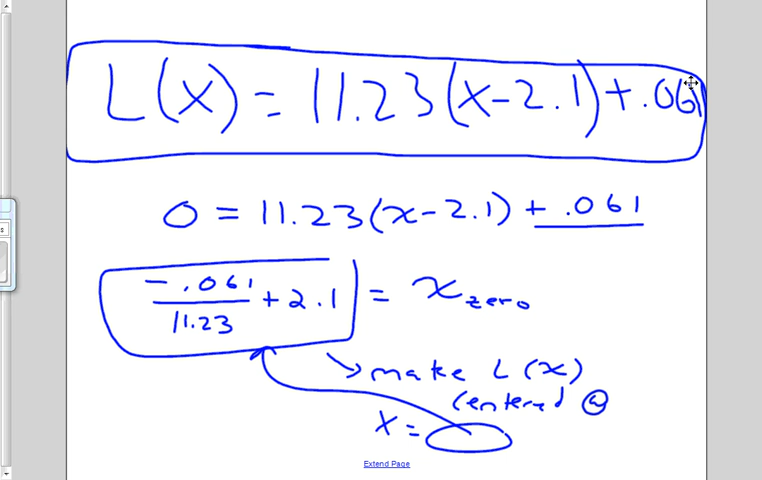 L(x) = 11.23(x-2.1)+.061
0 = 11.23(x-2.1) + .061
-.061/11.23 + 2.1 = x zero
make L(x)
centered @
x =
Extend Page
s